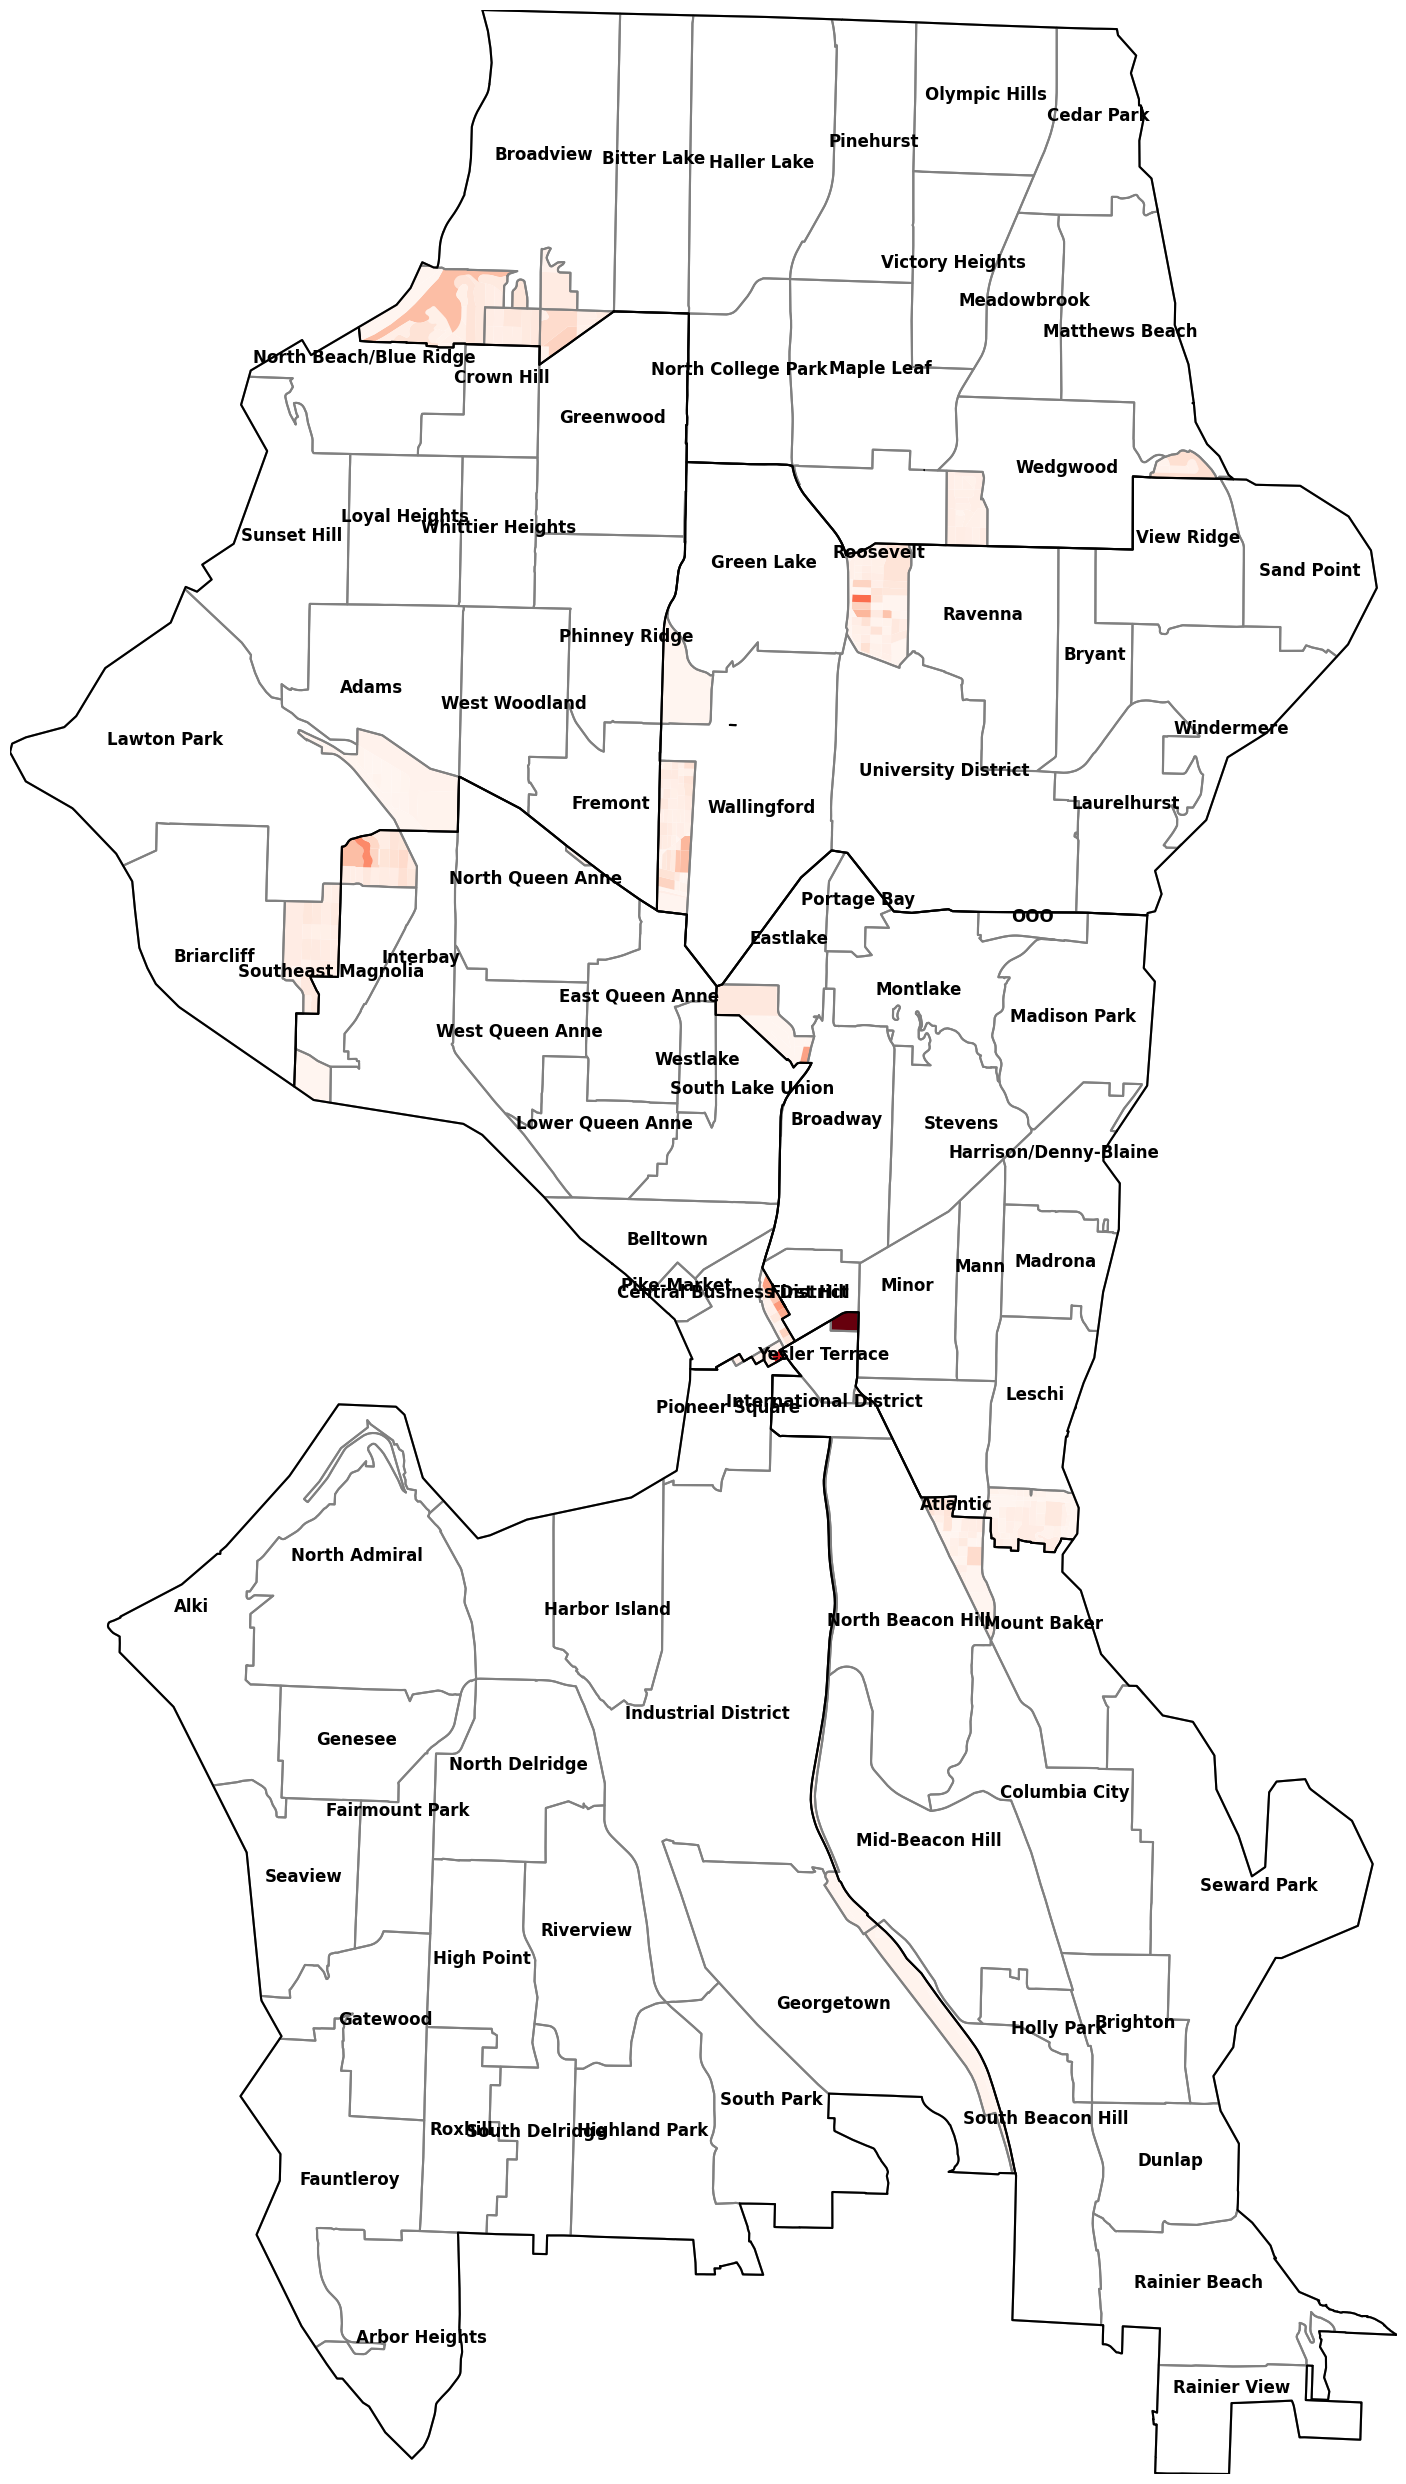 Olympic Hills
Cedar Park
Pinehurst
Broadview
Bitter Lake
Haller Lake
Victory Heights
Meadowbrook
Matthews Beach
North Beach/Blue Ridge
North College Park
Maple Leaf
Crown Hill
Greenwood
Wedgwood
Loyal Heights
Whittier Heights
Sunset Hill
View Ridge
Roosevelt
Green Lake
Sand Point
Ravenna
Phinney Ridge
Bryant
Adams
West Woodland
Windermere
Lawton Park
University District
Fremont
Wallingford
Laurelhurst
North Queen Anne
Portage Bay
OOO
Eastlake
Briarcliff
Interbay
Southeast Magnolia
Montlake
East Queen Anne
Madison Park
West Queen Anne
Westlake
South Lake Union
Broadway
Lower Queen Anne
Stevens
Harrison/Denny-Blaine
Belltown
Madrona
Mann
Pike-Market
Minor
Central Business District
First Hill
Yesler Terrace
Leschi
International District
Pioneer Square
Atlantic
North Admiral
Alki
Harbor Island
North Beacon Hill
Mount Baker
Industrial District
Genesee
North Delridge
Columbia City
Fairmount Park
Mid-Beacon Hill
Seaview
Seward Park
Riverview
High Point
Georgetown
Gatewood
Brighton
Holly Park
South Park
South Beacon Hill
Roxhill
South Delridge
Highland Park
Dunlap
Fauntleroy
Rainier Beach
Arbor Heights
Rainier View